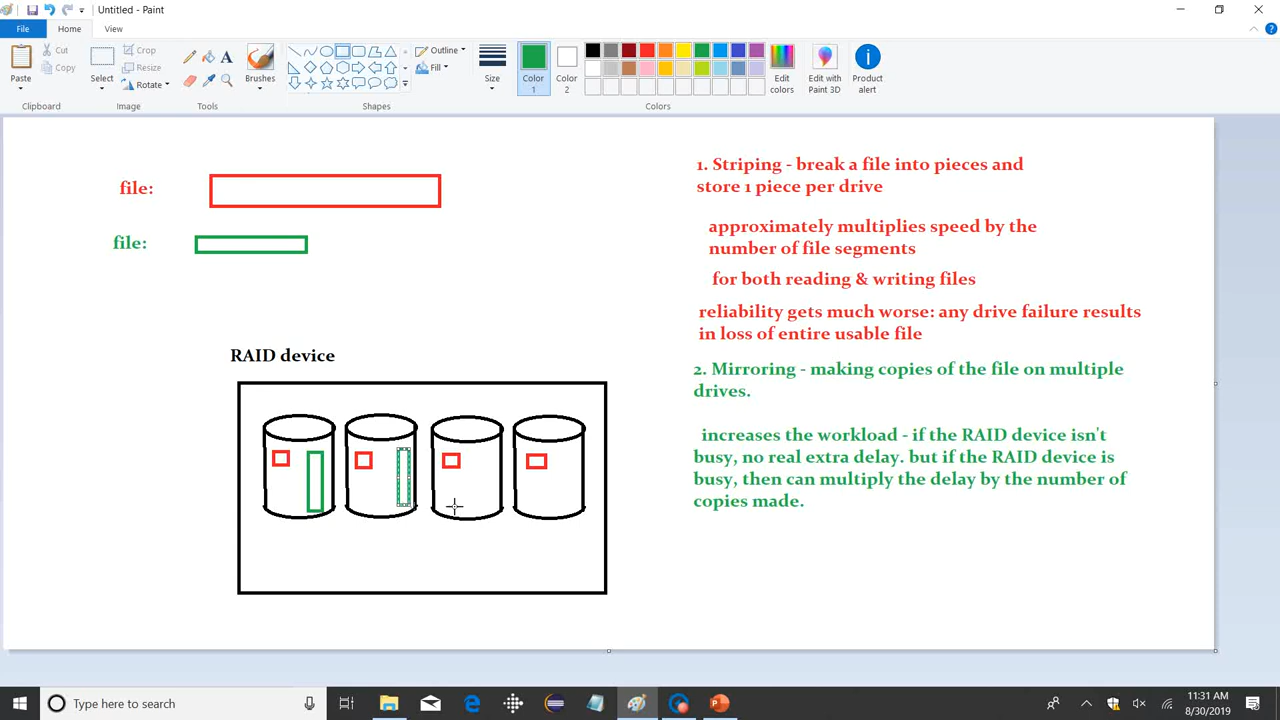 Untitled - Paint
File
Home
View
Paste
Cut
Copy
Clipboard
Select
Crop
Resize
Rotate
Image
Tools
Brushes
Outline
Fill
Shapes
Size
Color
1
Color
2
Edit
colors
Edit with
Paint 3D
Product
alert
Colors
file:
file:
RAID device
1. Striping - break a file into pieces and
store 1 piece per drive
approximately multiplies speed by the
number of file segments
for both reading & writing files
reliability gets much worse: any drive failure results
in loss of entire usable file
2. Mirroring - making copies of the file on multiple
drives.
increases the workload - if the RAID device isn't
busy, no real extra delay. but if the RAID device is
busy, then can multiply the delay by the number of
copies made.
Type here to search
11:31 AM
8/30/2019